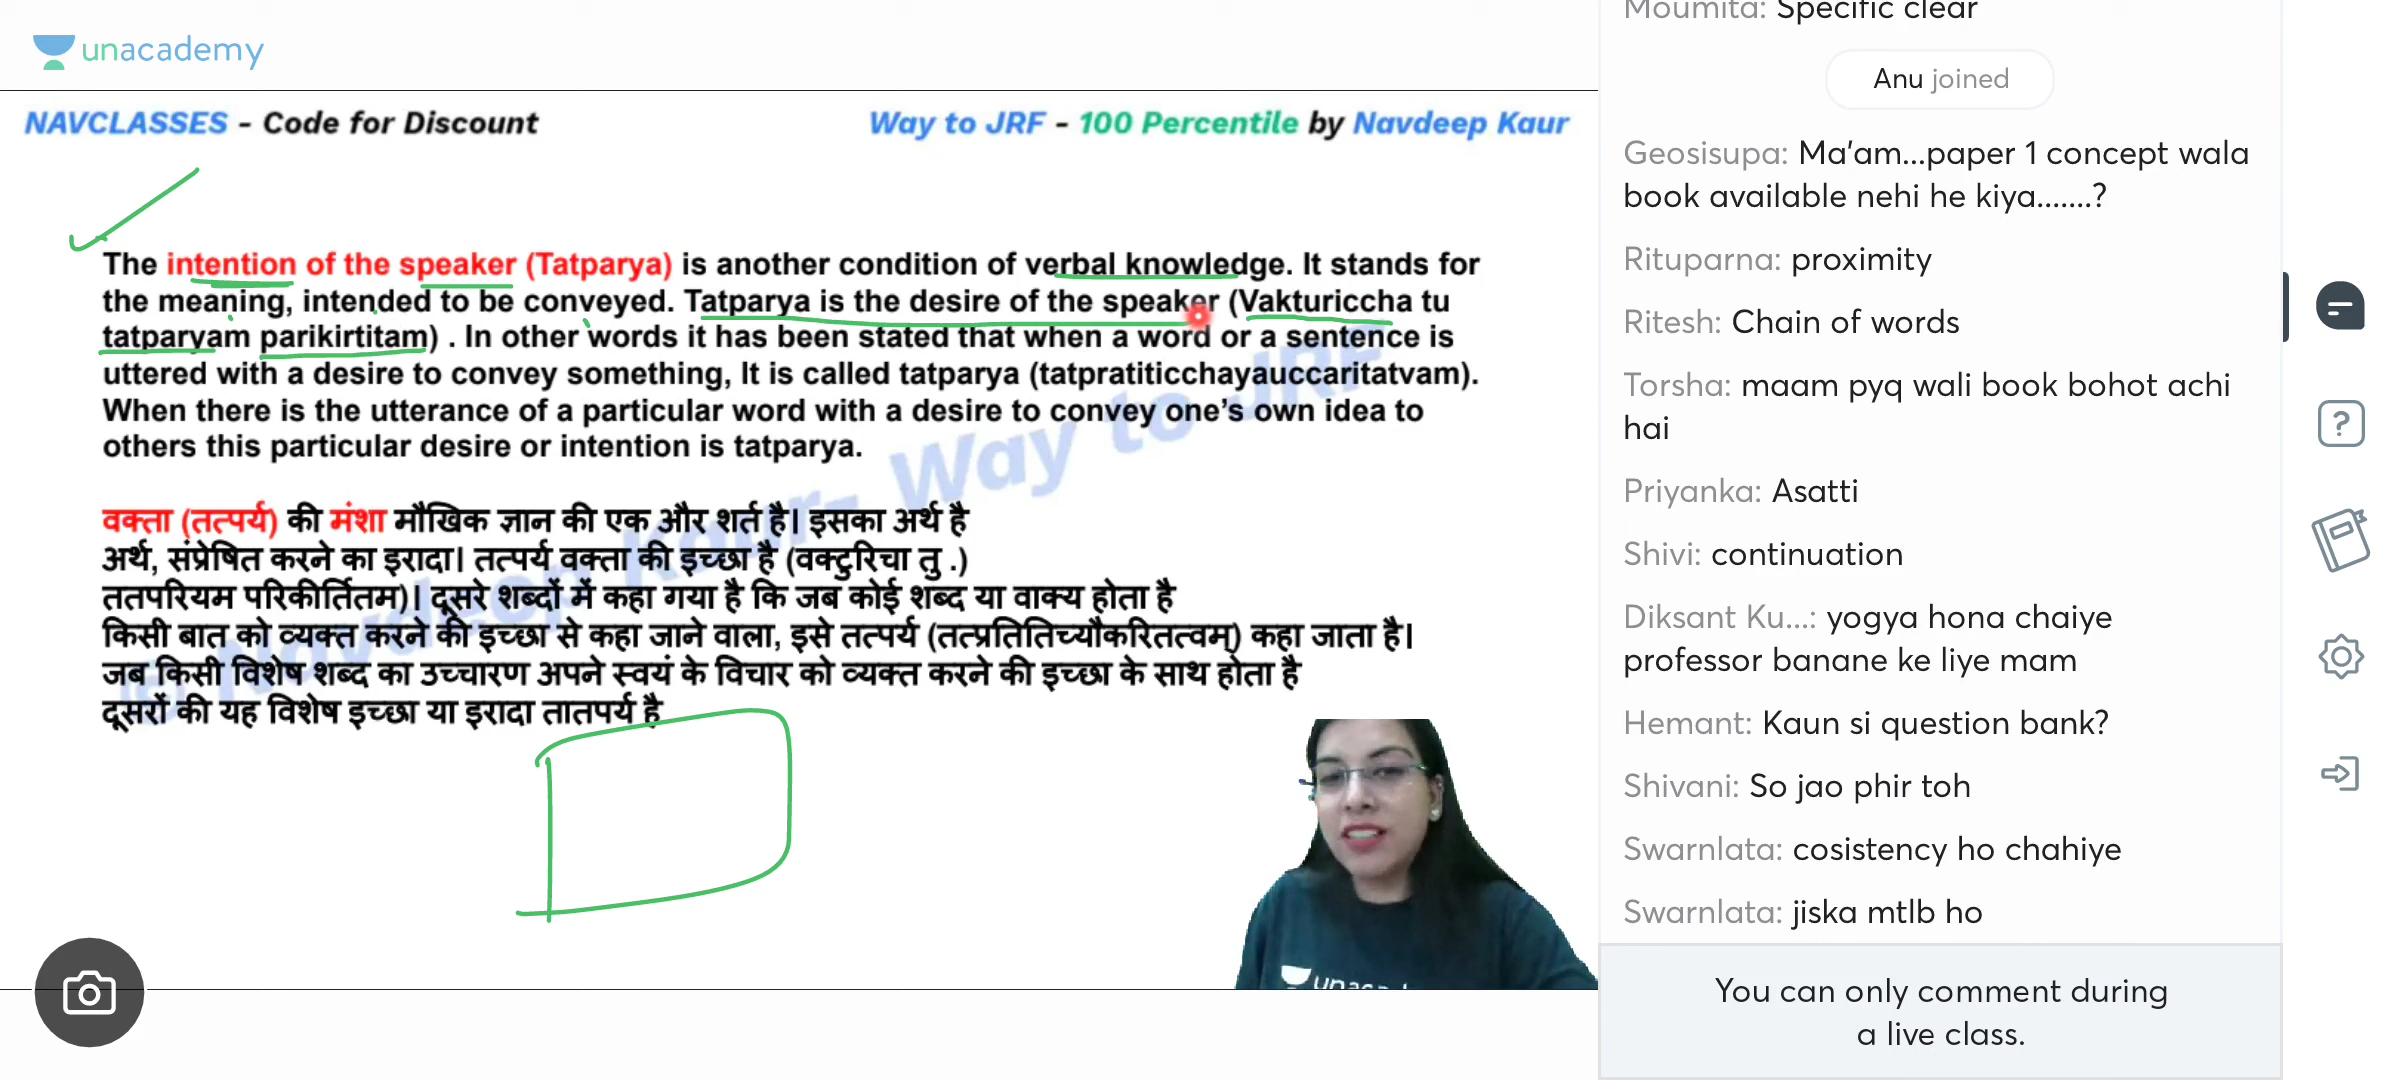 unacademy
NAVCLASSES - Code for Discount
Way to JRF - 100 Percentile by Navdeep Kaur
The intention of the speaker (Tatparya) is another condition of verbal knowledge. It stands for
the meaning, intended to be conveyed. Tatparya is the desire of the speaker (Vakturiccha tu
tatparyam parikirtitam) . In other words it has been stated that when a word or a sentence is
uttered with a desire to convey something, It is called tatparya (tatpratiticchayauccaritatvam).
When there is the utterance of a particular word with a desire to convey one's own idea to
others this particular desire or intention is tatparya.
वक्ता (तत्पर्य) की मंशा मौखिक ज्ञान की एक और शर्त है। इसका अर्थ है
अर्थ, संप्रेषित करने का इरादा। तत्पर्य वक्ता की इच्छा है (वक्टुरिचा तु .)
ततपरियम परिकीर्तितम)। दूसरे शब्दों में कहा गया है कि जब कोई शब्द या वाक्य होता है
किसी बात को व्यक्त करने की इच्छा से कहा जाने वाला, इसे तत्पर्य (तत्प्रतितिच्यौकरितत्वम्) कहा जाता है।
जब किसी विशेष शब्द का उच्चारण अपने स्वयं के विचार को व्यक्त करने की इच्छा के साथ होता है
दूसरों की यह विशेष इच्छा या इरादा तातपर्य है
© Navdeep Kaur- Way to JRF
Moumita: Specific clear
Anu joined
Geosisupa: Ma'am...paper 1 concept wala
book available nehi he kiya.......?
Rituparna: proximity
Ritesh: Chain of words
Torsha: maam pyq wali book bohot achi
hai
Priyanka: Asatti
Shivi: continuation
Diksant Ku...: yogya hona chaiye
professor banane ke liye mam
Hemant: Kaun si question bank?
Shivani: So jao phir toh
Swarnlata: cosistency ho chahiye
Swarnlata: jiska mtlb ho
You can only comment during
a live class.